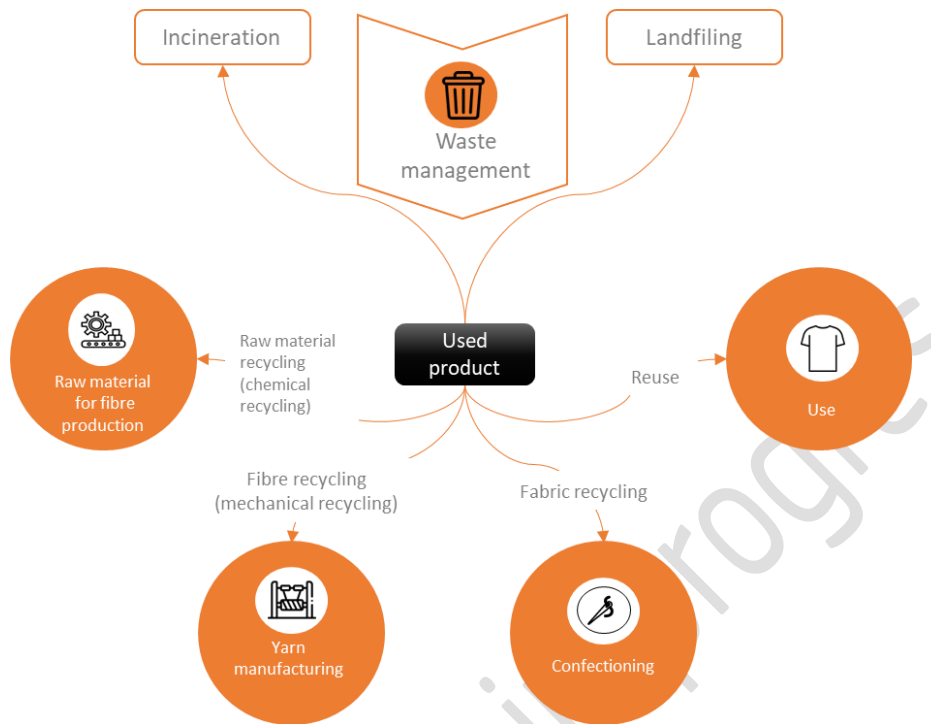 Incineration
Landfiling
Waste
management
Used
product
Raw material
recycling
(chemical
recycling)
Raw material
for fibre
production
Reuse
Use
Fibre recycling
(mechanical recycling)
Fabric recycling
Yarn
manufacturing
Confectioning